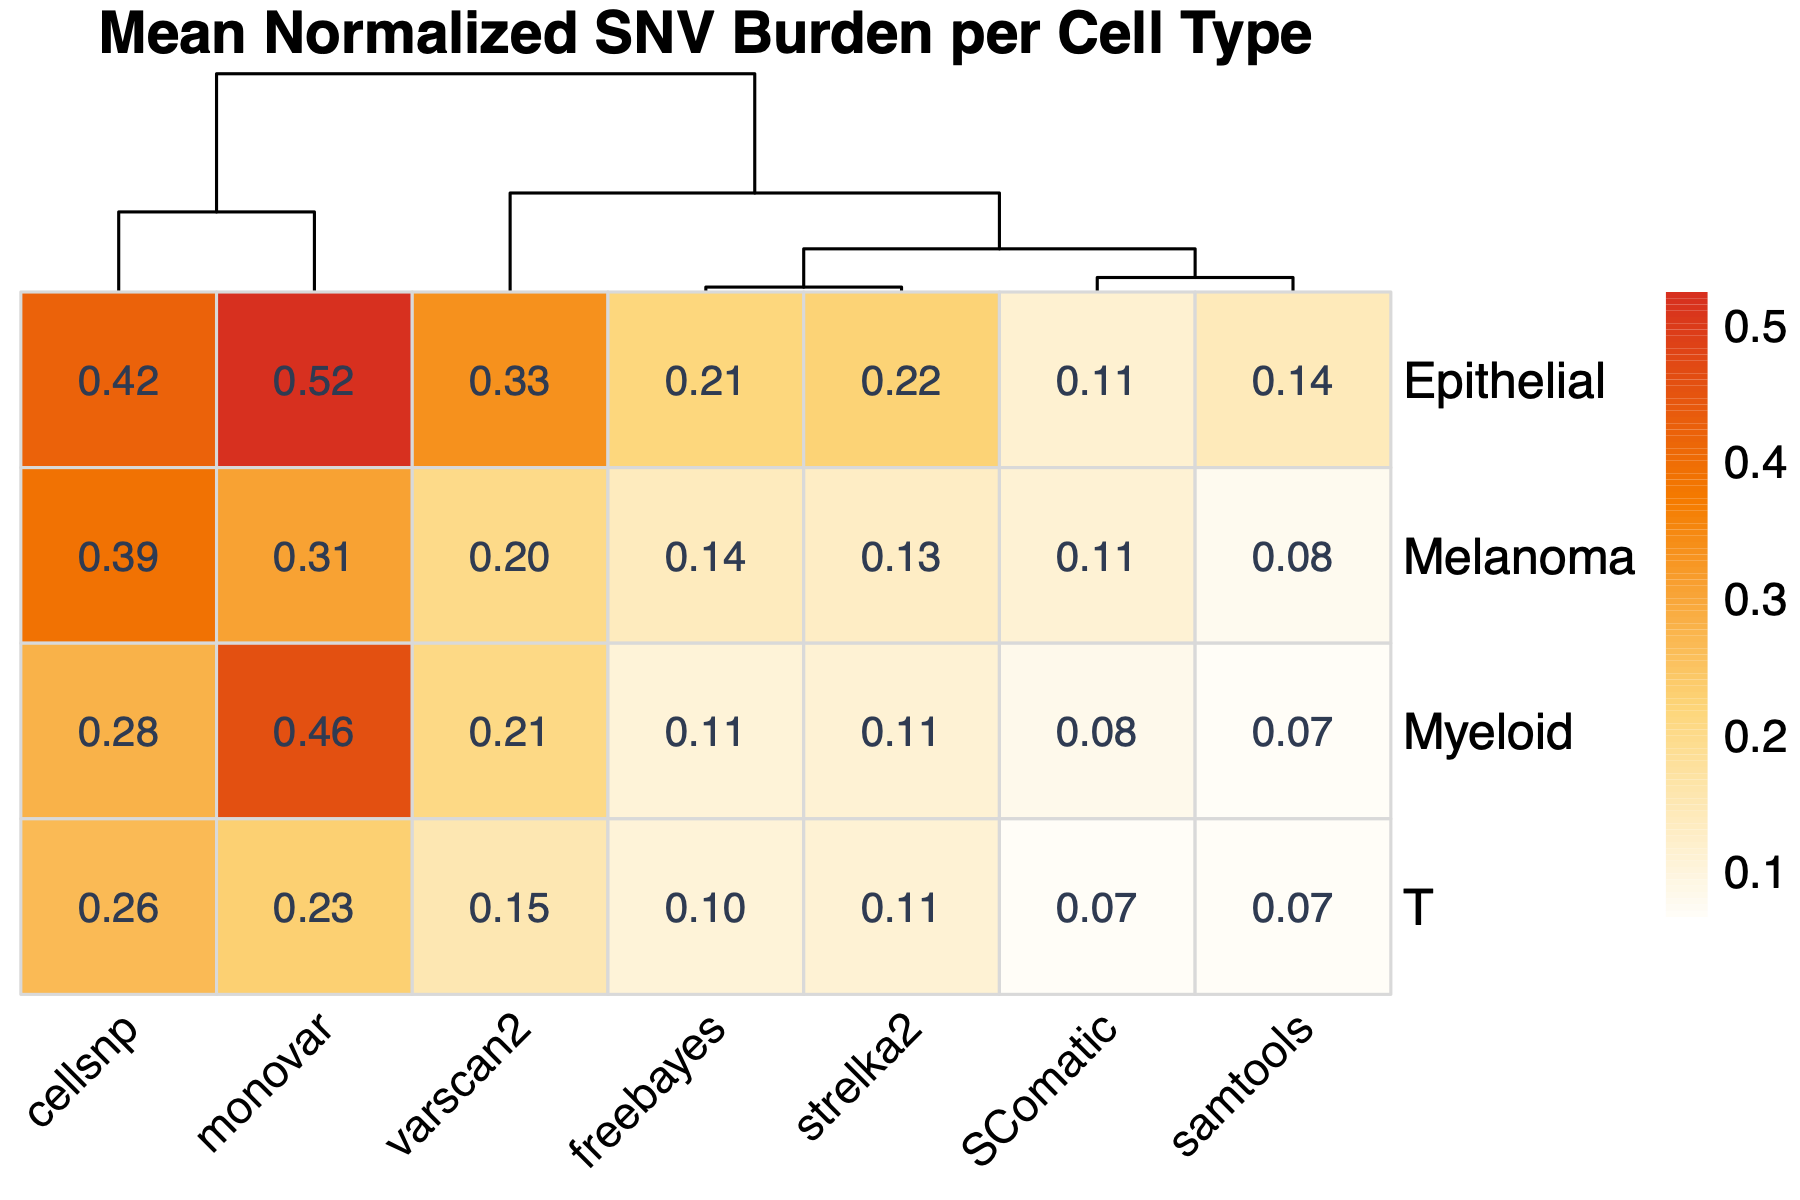 Mean Normalized SNV Burden per Cell Type
0.42 0.52 0.33 0.21 0.22 0.11 0.14 Epithelial
0.39 0.31 0.20 0.14 0.13 0.11 0.08 Melanoma
0.28 0.46 0.21 0.11 0.11 0.08 0.07 Myeloid
0.26 0.23 0.15 0.10 0.11 0.07 0.07 T
cellsnp monovar varscan2 freebayes strelka2 SComatic samtools
0.5
0.4
0.3
0.2
0.1